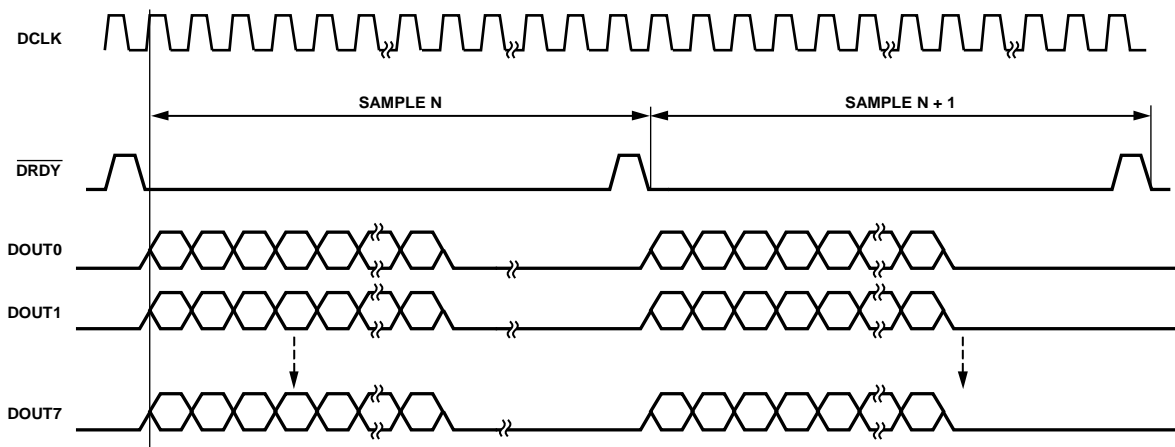 DCLK
SAMPLE N
SAMPLE N + 1
DRDY
DOUT0
DOUT1
DOUT7